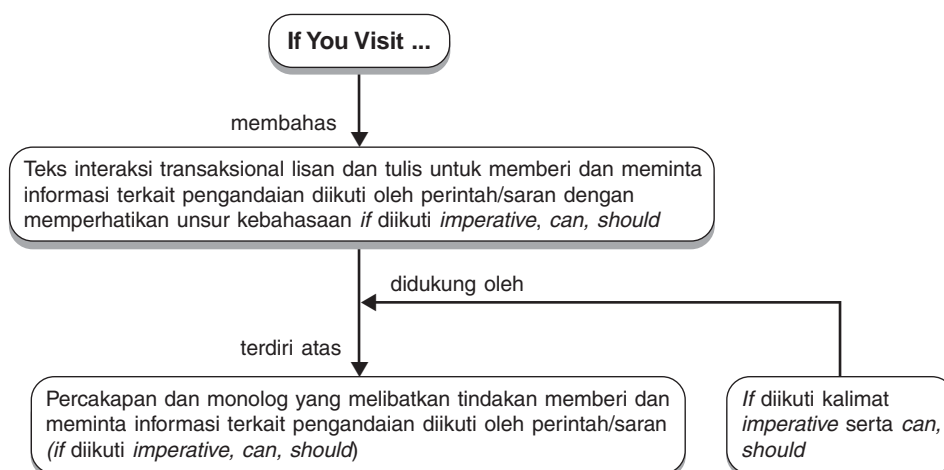 If You Visit ...
membahas
Teks interaksi transaksional lisan dan tulis untuk memberi dan meminta
informasi terkait pengandaian diikuti oleh perintah/saran dengan
memperhatikan unsur kebahasaan if diikuti imperative, can, should
didukung oleh
terdiri atas
Percakapan dan monolog yang melibatkan tindakan memberi dan
meminta informasi terkait pengandaian diikuti oleh perintah/saran
(if diikuti imperative, can, should)
If diikuti kalimat
imperative serta can,
should